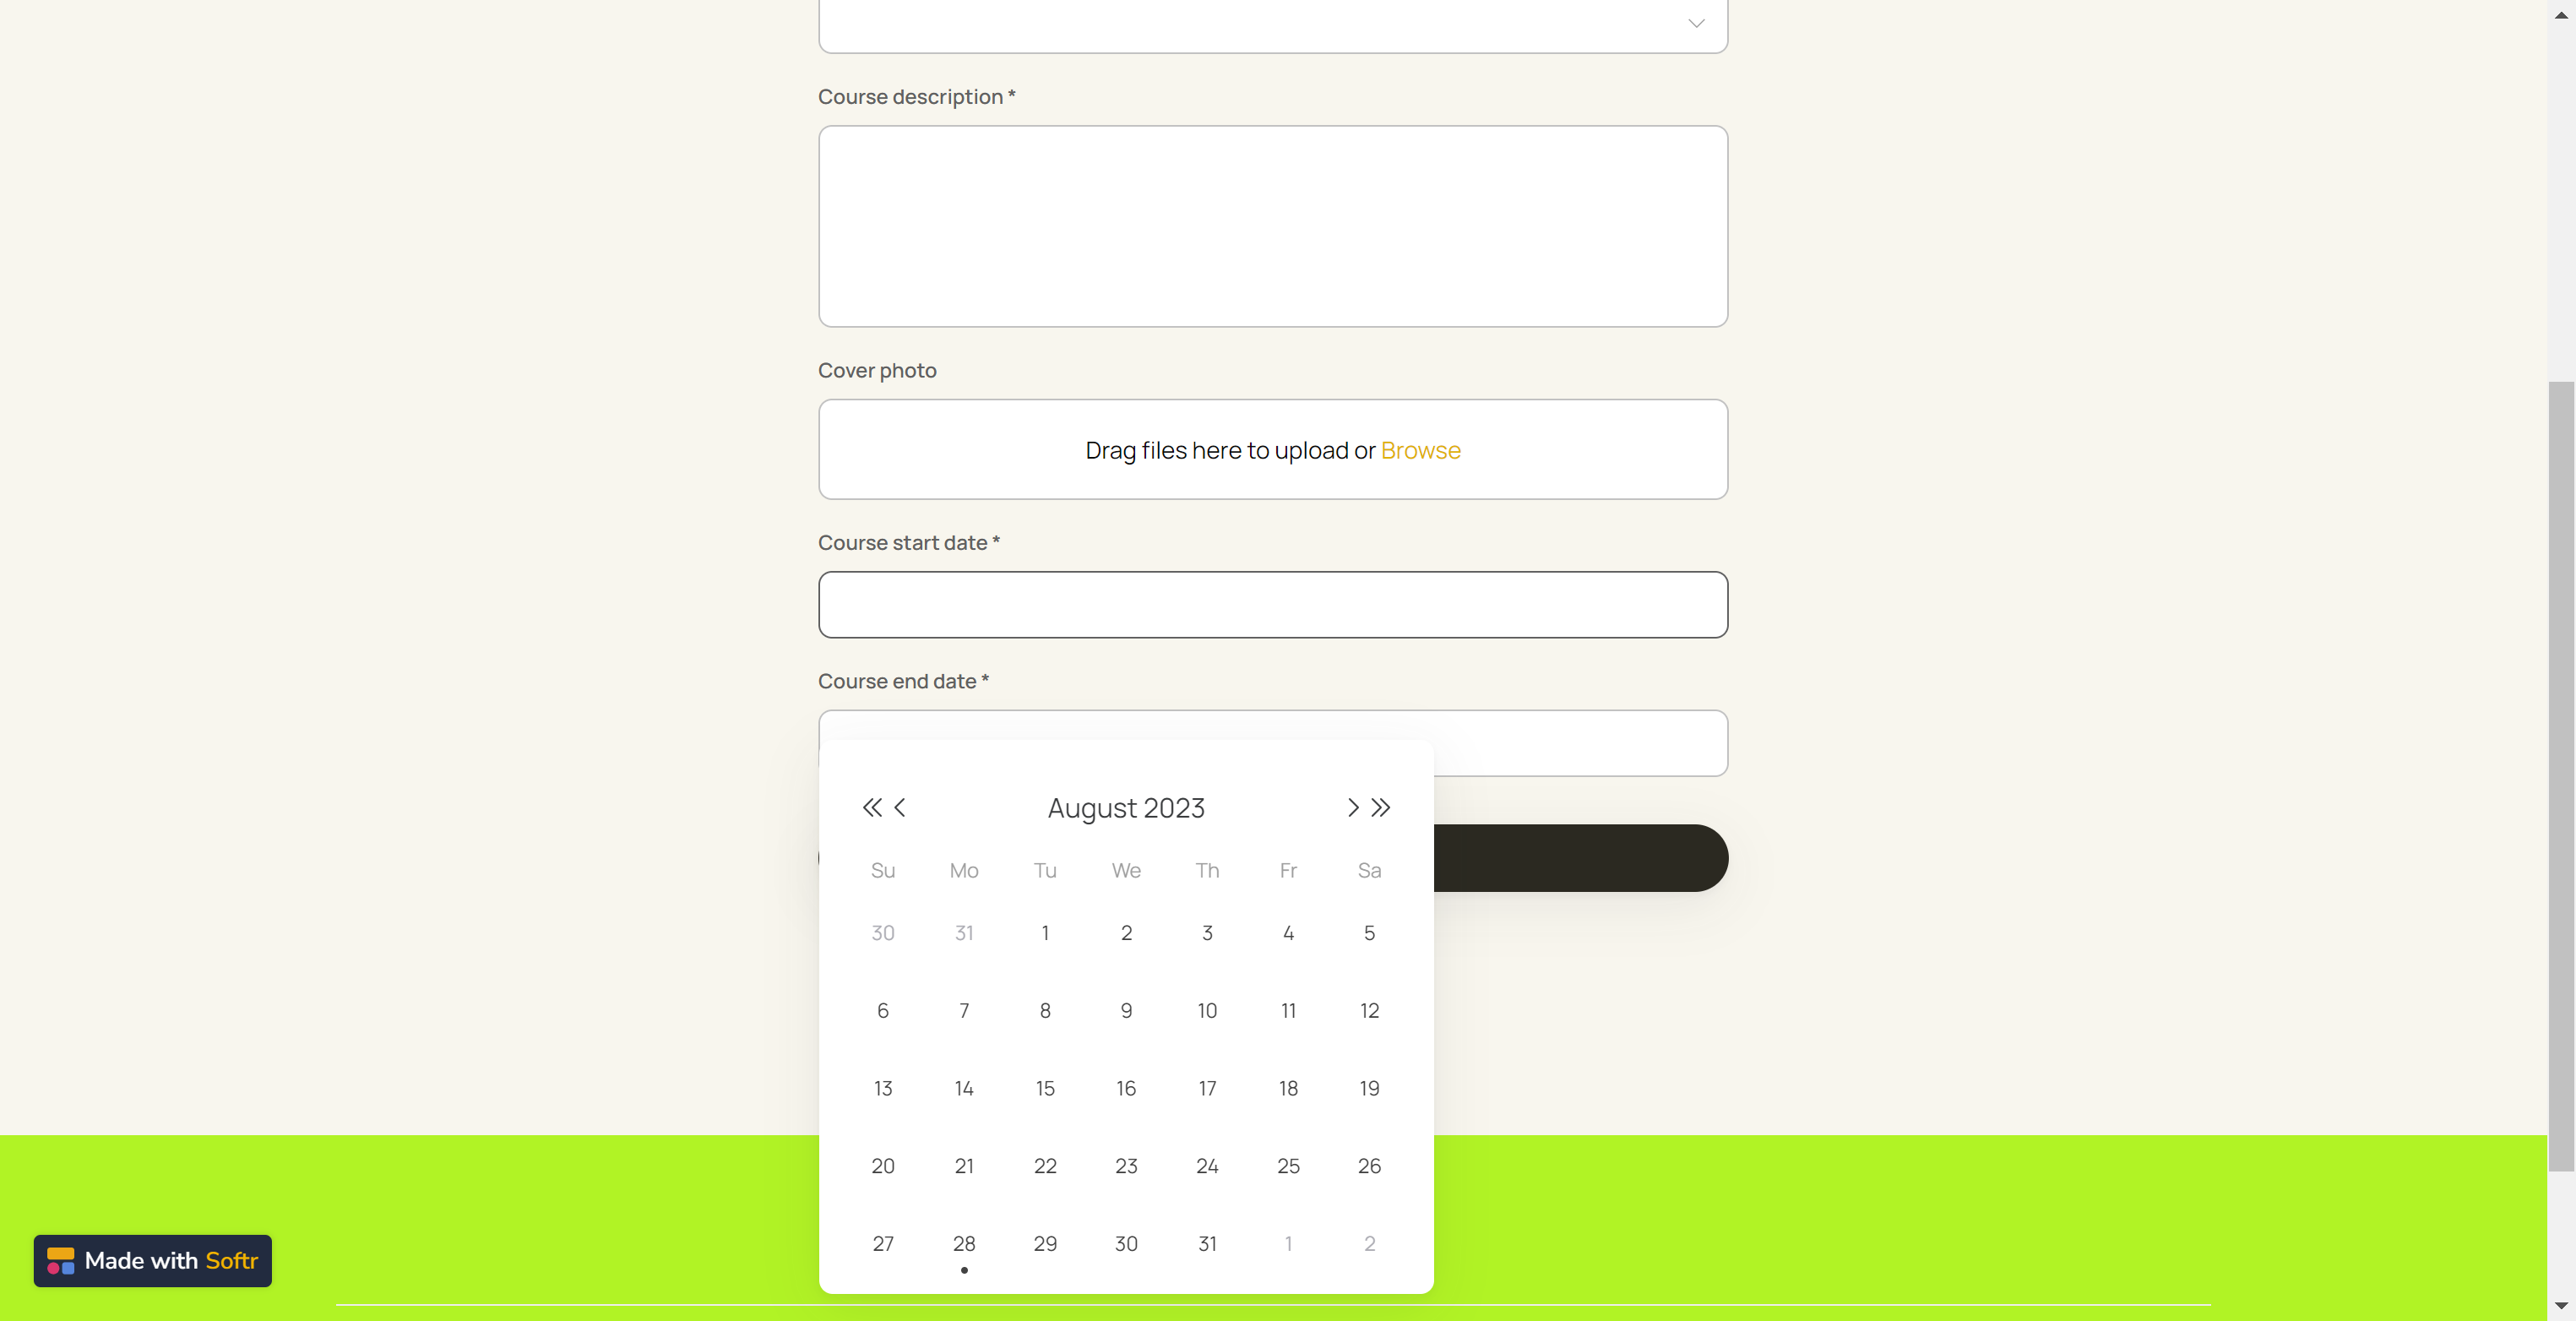 Course description *
Cover photo
Drag files here to upload or Browse
Course start date *
Course end date *
August 2023
Su Mo Tu We Th Fr Sa
30 31 1 2 3 4 5
6 7 8 9 10 11 12
13 14 15 16 17 18 19
20 21 22 23 24 25 26
27 28 29 30 31 1 2
Made with Softr